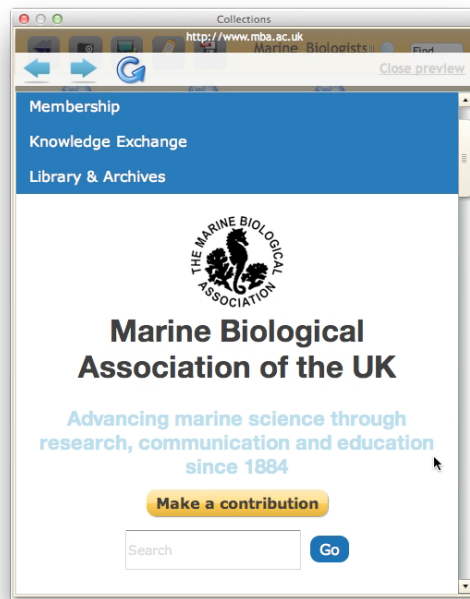 Collections
http://www.mba.ac.uk
Marine Biologists
Find
Close preview
Membership
Knowledge Exchange
Library & Archives
THE MARINE BIOLOGICAL ASSOCIATION
Marine Biological
Association of the UK
Advancing marine science through
research, communication and education
since 1884
Make a contribution
Search
Go